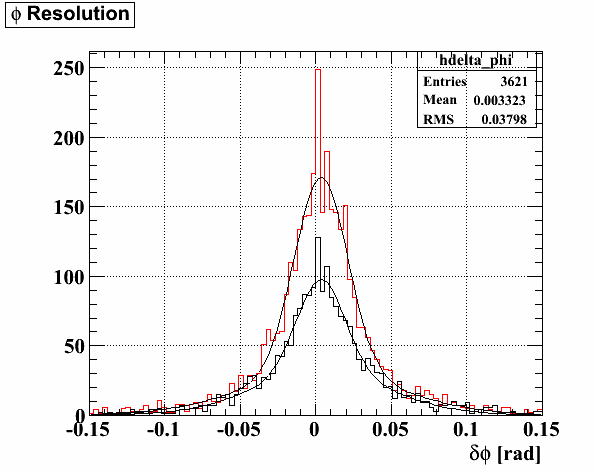 ϕ Resolution
hdelta_phi
Entries 3621
Mean 0.003323
RMS 0.03798
250
200
150
100
50
0
-0.15 -0.1 -0.05 0 0.05 0.1 0.15
δϕ [rad]